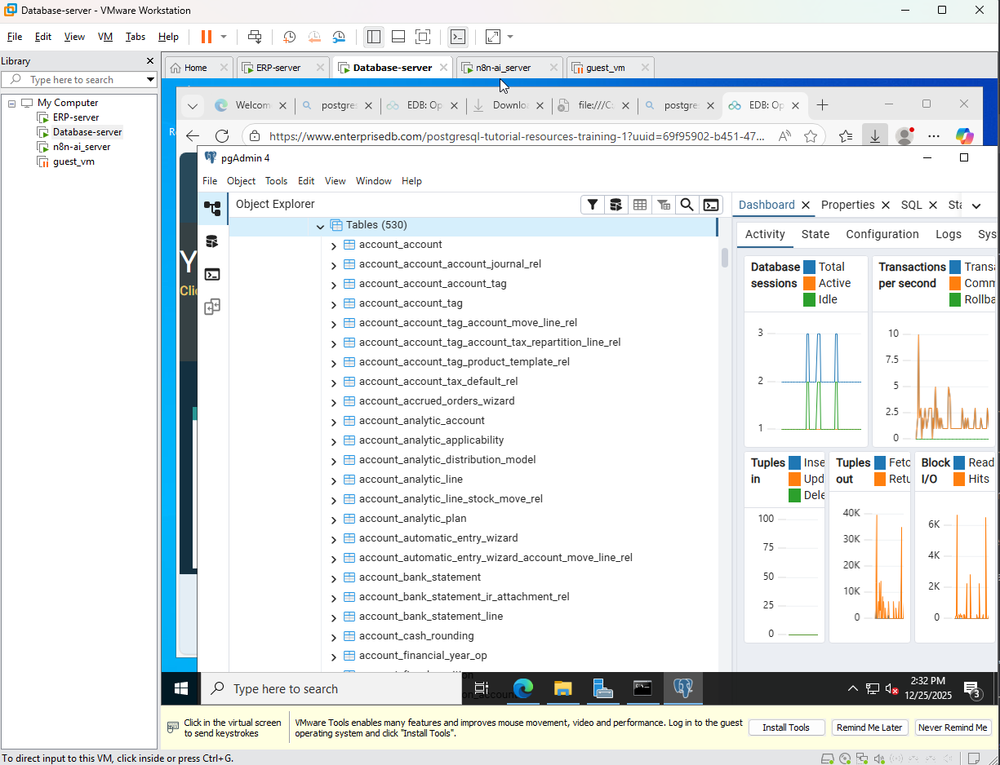 Database-server - VMware Workstation
File Edit View VM Tabs Help
Library
Type here to search
My Computer
ERP-server
Database-server
n8n-ai_server
guest_vm
Home ERP-server Database-server n8n-ai_server guest_vm
Welcom postgres EDB: Op Downloa file:///C: postgres EDB: Op
https://www.enterprisedb.com/postgresql-tutorial-resources-training-1?uuid=69f95902-b451-47...
pgAdmin 4
File Object Tools Edit View Window Help
Object Explorer
Dashboard Properties SQL Sta
Activity State Configuration Logs Sys
Tables (530)
account_account
account_account_account_journal_rel
account_account_account_tag
account_account_tag
account_account_tag_account_move_line_rel
account_account_tag_account_tax_repartition_line_rel
account_account_tag_product_template_rel
account_account_tax_default_rel
account_accrued_orders_wizard
account_analytic_account
account_analytic_applicability
account_analytic_distribution_model
account_analytic_line
account_analytic_line_stock_move_rel
account_analytic_plan
account_automatic_entry_wizard
account_automatic_entry_wizard_account_move_line_rel
account_bank_statement
account_bank_statement_ir_attachment_rel
account_bank_statement_line
account_cash_rounding
account_financial_year_op
Y
Clic
Database sessions
Total
Active
Idle
3
2
1
Transactions per second
Transa
Comm
Rollba
10
7.5
5
2.5
0
Tuples in
Inse
Upd
Dele
100
75
50
25
0
Tuples out
Fetc
Retu
40K
30K
20K
10K
0
Block I/O
Read
Hits
6K
4K
2K
0
Type here to search
2:32 PM
12/25/2025
3
Click in the virtual screen
to send keystrokes
VMware Tools enables many features and improves mouse movement, video and performance. Log in to the guest
operating system and click "Install Tools".
Install Tools Remind Me Later Never Remind Me
To direct input to this VM, click inside or press Ctrl+G.